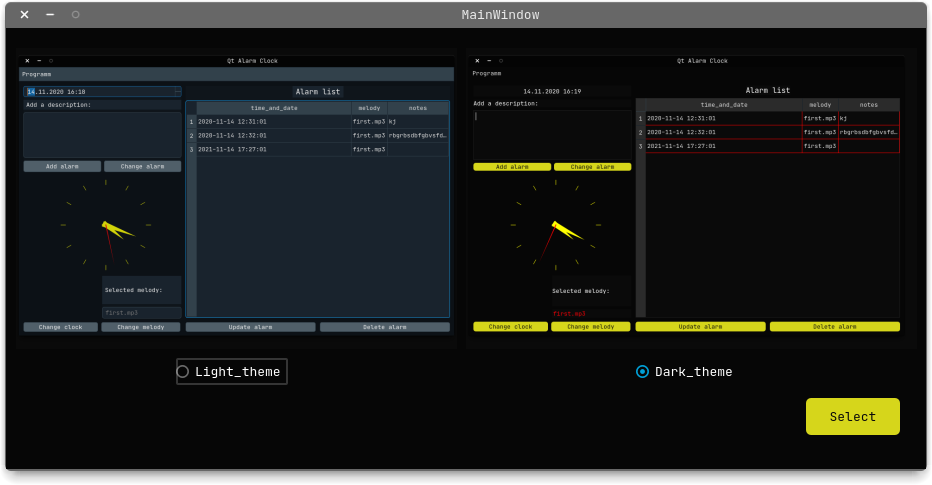 MainWindow
Qt Alarm Clock
Programm
14.11.2020 16:18
Add a description:
Alarm list
time_and_date melody notes
1 2020-11-14 12:31:01 first.mp3 kj
2 2020-11-14 12:32:01 first.mp3 rbgrbsdbfgbvsfd…
3 2021-11-14 17:27:01 first.mp3
Add alarm Change alarm
Selected melody:
first.mp3
Change clock Change melody Update alarm Delete alarm
Qt Alarm Clock
Programm
14.11.2020 16:19
Add a description:
Alarm list
time_and_date melody notes
1 2020-11-14 12:31:01 first.mp3 kj
2 2020-11-14 12:32:01 first.mp3 rbgrbsdbfgbvsfd…
3 2021-11-14 17:27:01 first.mp3
Add alarm Change alarm
Selected melody:
first.mp3
Change clock Change melody Update alarm Delete alarm
Light_theme
Dark_theme
Select